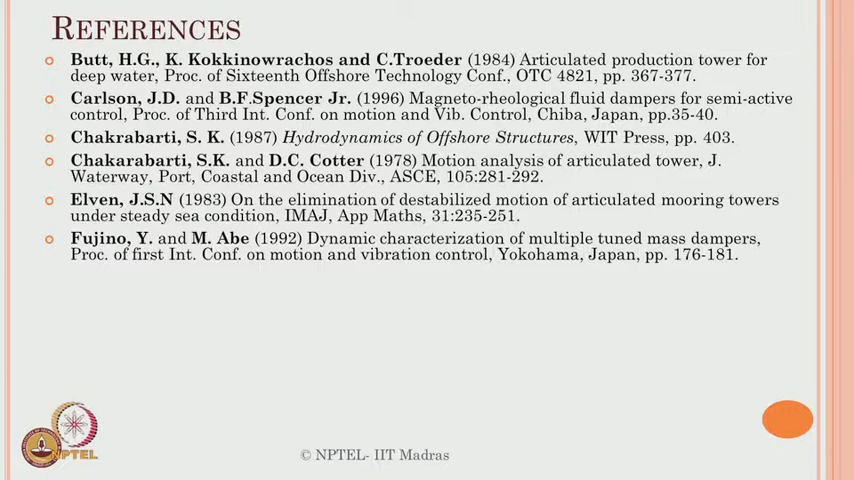 REFERENCES
Butt, H.G., K. Kokkinowrachos and C.Troeder (1984) Articulated production tower for
deep water, Proc. of Sixteenth Offshore Technology Conf., OTC 4821, pp. 367-377.
Carlson, J.D. and B.F.Spencer Jr. (1996) Magneto-rheological fluid dampers for semi-active
control, Proc. of Third Int. Conf. on motion and Vib. Control, Chiba, Japan, pp.35-40.
Chakrabarti, S. K. (1987) Hydrodynamics of Offshore Structures, WIT Press, pp. 403.
Chakarabarti, S.K. and D.C. Cotter (1978) Motion analysis of articulated tower, J.
Waterway, Port, Coastal and Ocean Div., ASCE, 105:281-292.
Elven, J.S.N (1983) On the elimination of destabilized motion of articulated mooring towers
under steady sea condition, IMAJ, App Maths, 31:235-251.
Fujino, Y. and M. Abe (1992) Dynamic characterization of multiple tuned mass dampers,
Proc. of first Int. Conf. on motion and vibration control, Yokohama, Japan, pp. 176-181.
NPTEL
© NPTEL- IIT Madras